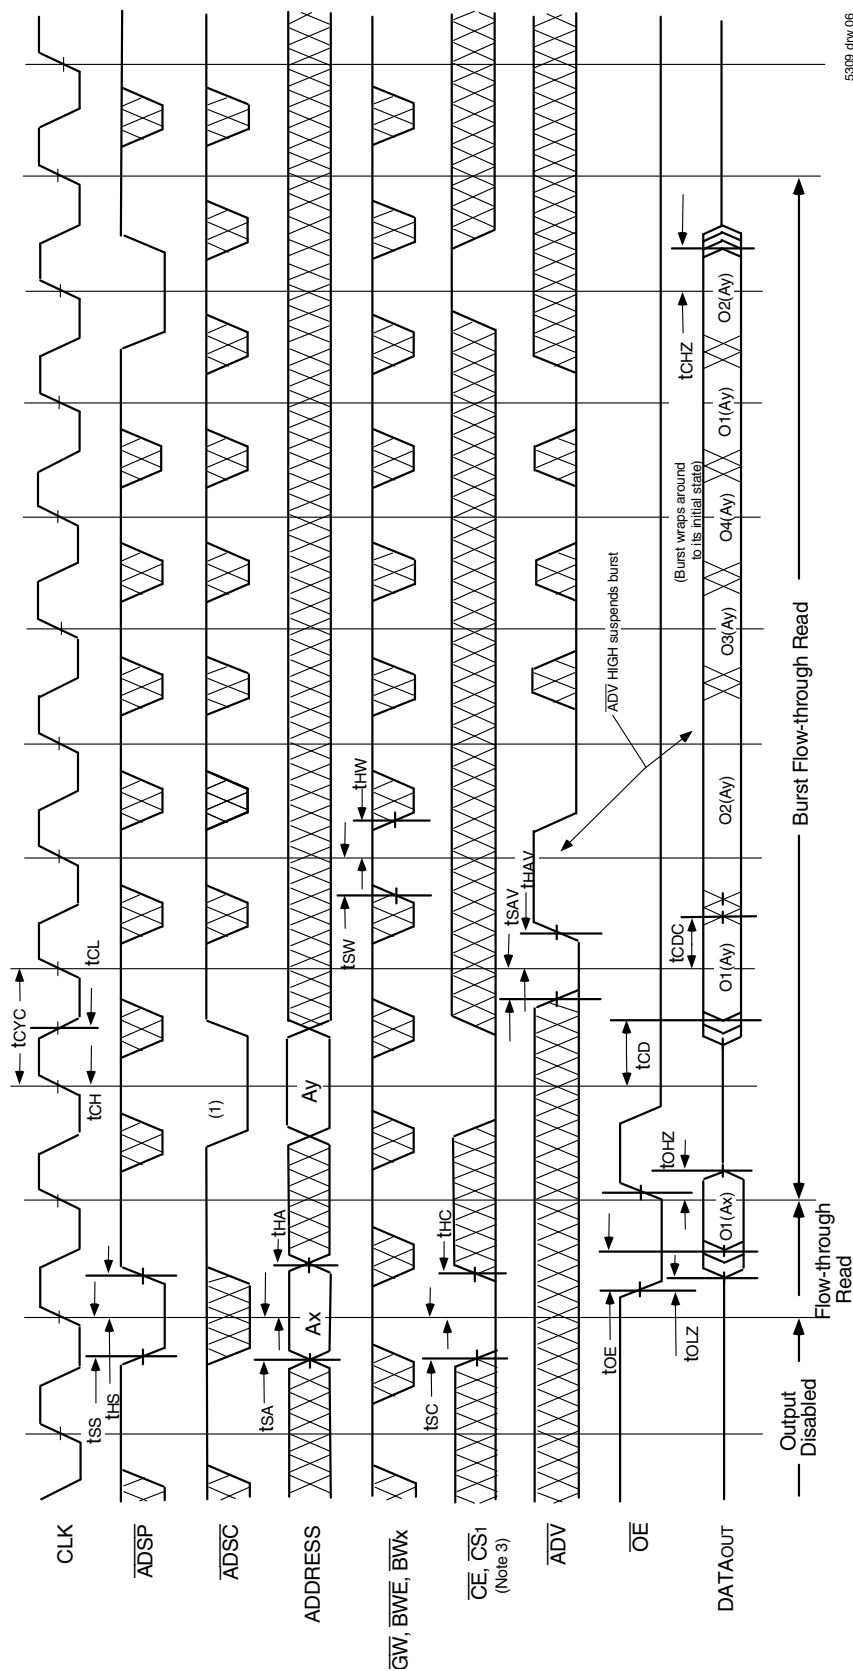 CLK
tCYC
tCH
tCL
tSS
tHS
ADSP
ADSC
(1)
ADDRESS
Ax
Ay
tSA
tHA
GW, BWE, BWx
tSW
tHW
CE, CS1
(Note 3)
tSC
tHC
ADV
tSAV
tHAV
ADV HIGH suspends burst
OE
tOE
tOHZ
tCD
tOLZ
tCDC
(Burst wraps around
to its initial state)
tCHZ
DATAOUT
O1(Ax)
O1(Ay)
O2(Ay)
O3(Ay)
O4(Ay)
O1(Ay)
O2(Ay)
Output
Disabled
Flow-through
Read
Burst Flow-through Read
5309 drw 06